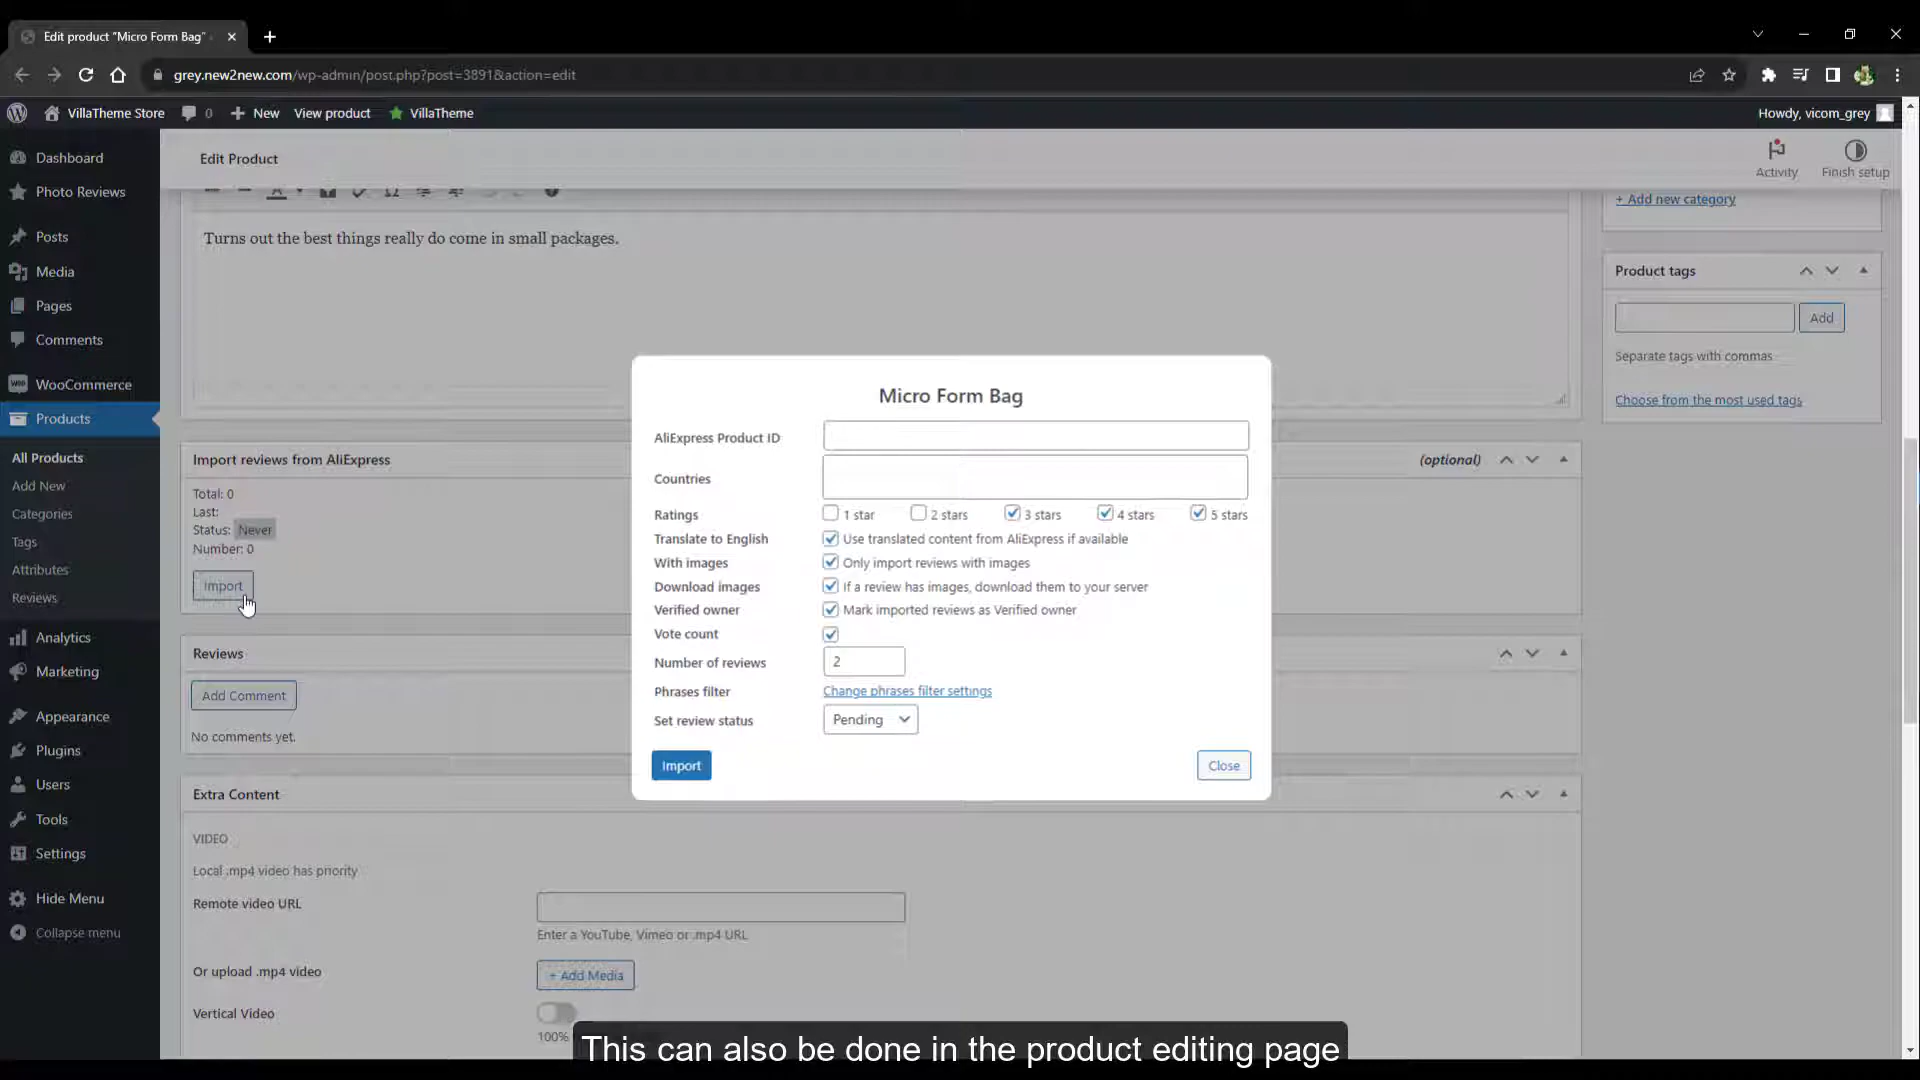 Edit product "Micro Form Bag"
grey.new2new.com/wp-admin/post.php?post=3891&action=edit
VillaTheme Store 0 New View product VillaTheme Howdy, vicom_grey
Dashboard
Photo Reviews
Posts
Media
Pages
Comments
WooCommerce
Products
All Products
Add New
Categories
Tags
Attributes
Reviews
Analytics
Marketing
Appearance
Plugins
Users
Tools
Settings
Hide Menu
Collapse menu
Edit Product
Activity
Finish setup
Turns out the best things really do come in small packages.
+ Add new category
Product tags
Add
Separate tags with commas
Choose from the most used tags
Import reviews from AliExpress
(optional)
Total: 0
Last:
Status: Never
Number: 0
Import
Micro Form Bag
AliExpress Product ID
Countries
Ratings 1 star 2 stars 3 stars 4 stars 5 stars
Translate to English Use translated content from AliExpress if available
With images Only import reviews with images
Download images If a review has images, download them to your server
Verified owner Mark imported reviews as Verified owner
Vote count
Number of reviews 2
Phrases filter Change phrases filter settings
Set review status Pending
Import Close
Reviews
Add Comment
No comments yet.
Extra Content
VIDEO
Local .mp4 video has priority
Remote video URL
Enter a YouTube, Vimeo or .mp4 URL
Or upload .mp4 video + Add Media
Vertical Video
100%
This can also be done in the product editing page